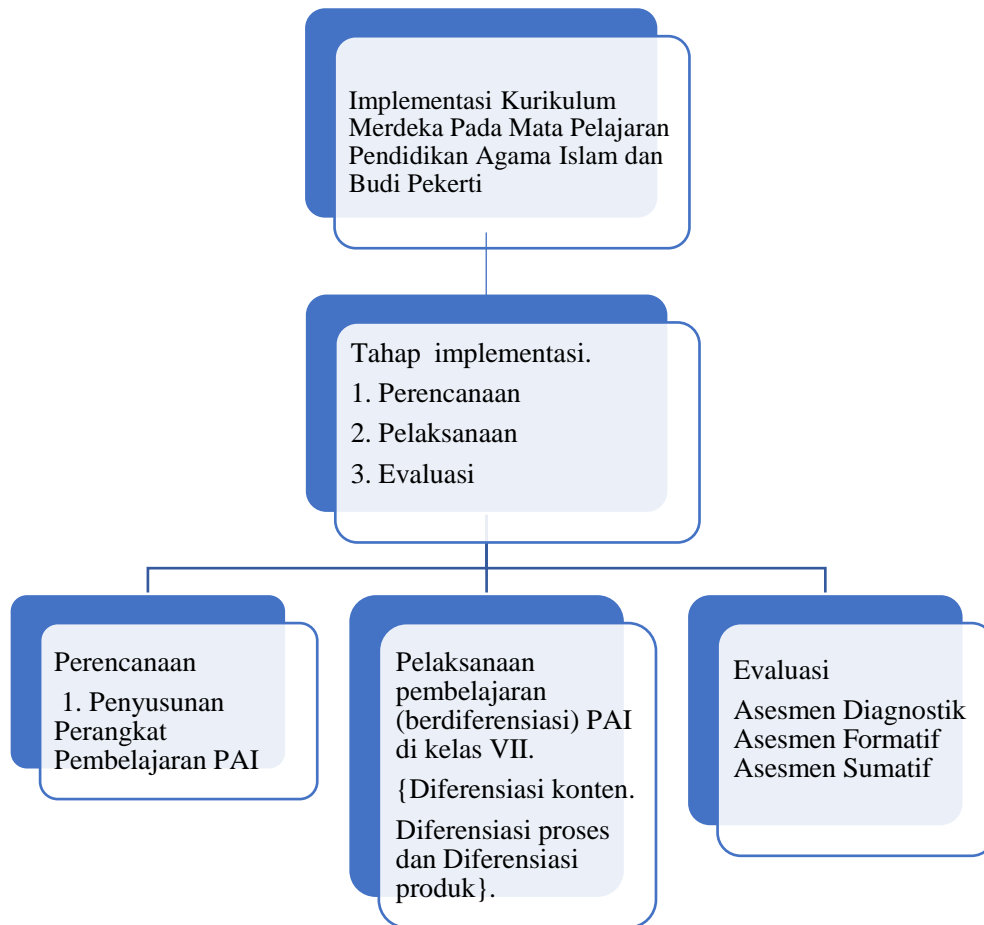 Implementasi Kurikulum
Merdeka Pada Mata Pelajaran
Pendidikan Agama Islam dan
Budi Pekerti
Tahap implementasi.
1. Perencanaan
2. Pelaksanaan
3. Evaluasi
Perencanaan
1. Penyusunan
Perangkat
Pembelajaran PAI
Pelaksanaan
pembelajaran
(berdiferensiasi) PAI
di kelas VII.
{Diferensiasi konten.
Diferensiasi proses
dan Diferensiasi
produk}.
Evaluasi
Asesmen Diagnostik
Asesmen Formatif
Asesmen Sumatif